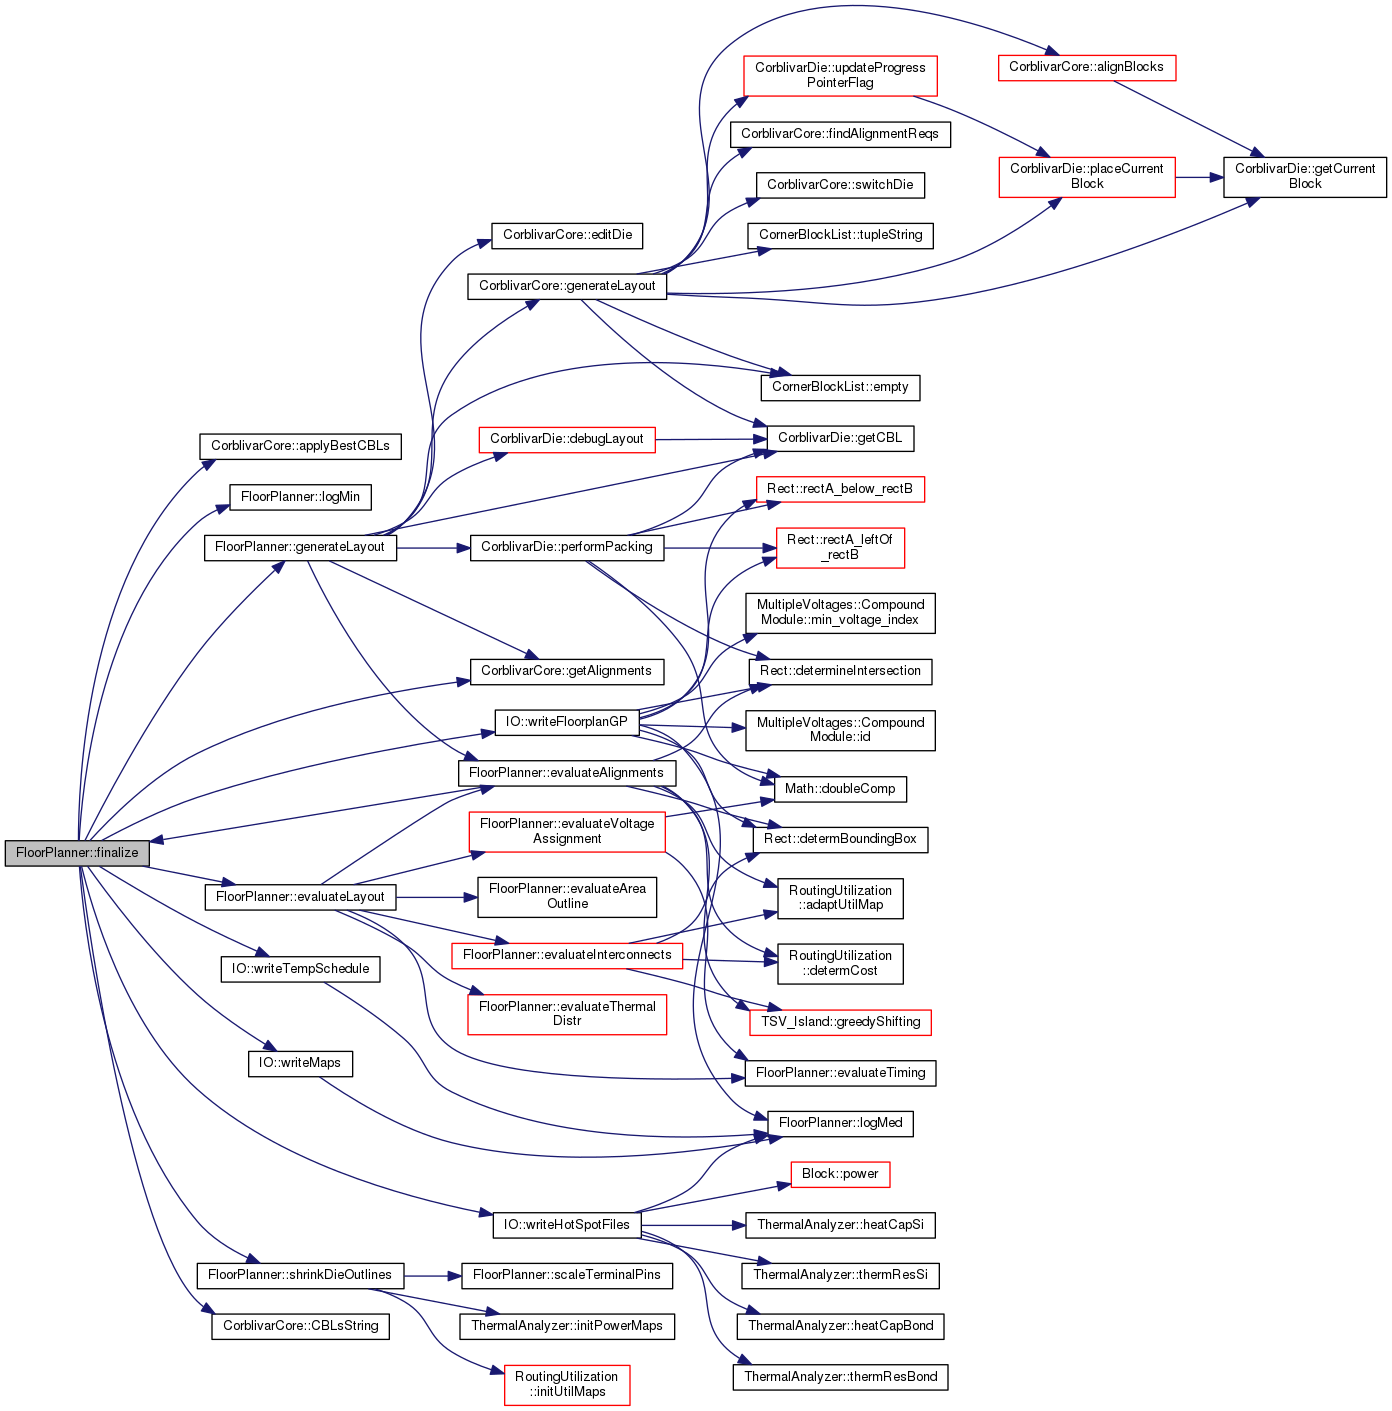 CorblivarDie::updateProgress
PointerFlag
CorblivarCore::alignBlocks
CorblivarCore::findAlignmentReqs
CorblivarDie::placeCurrent
Block
CorblivarDie::getCurrent
Block
CorblivarCore::switchDie
CorblivarCore::editDie
CornerBlockList::tupleString
CorblivarCore::generateLayout
CornerBlockList::empty
CorblivarCore::applyBestCBLs
CorblivarDie::debugLayout
CorblivarDie::getCBL
FloorPlanner::logMin
Rect::rectA_below_rectB
FloorPlanner::generateLayout
CorblivarDie::performPacking
Rect::rectA_leftOf
_rectB
MultipleVoltages::Compound
Module::min_voltage_index
CorblivarCore::getAlignments
Rect::determineIntersection
IO::writeFloorplanGP
MultipleVoltages::Compound
Module::id
FloorPlanner::evaluateAlignments
Math::doubleComp
FloorPlanner::finalize
FloorPlanner::evaluateVoltage
Assignment
Rect::determBoundingBox
FloorPlanner::evaluateLayout
FloorPlanner::evaluateArea
Outline
RoutingUtilization
::adaptUtilMap
IO::writeTempSchedule
FloorPlanner::evaluateInterconnects
RoutingUtilization
::determCost
FloorPlanner::evaluateThermal
Distr
TSV_Island::greedyShifting
IO::writeMaps
FloorPlanner::evaluateTiming
FloorPlanner::logMed
Block::power
IO::writeHotSpotFiles
ThermalAnalyzer::heatCapSi
FloorPlanner::shrinkDieOutlines
FloorPlanner::scaleTerminalPins
ThermalAnalyzer::thermResSi
CorblivarCore::CBLsString
ThermalAnalyzer::initPowerMaps
ThermalAnalyzer::heatCapBond
RoutingUtilization
::initUtilMaps
ThermalAnalyzer::thermResBond